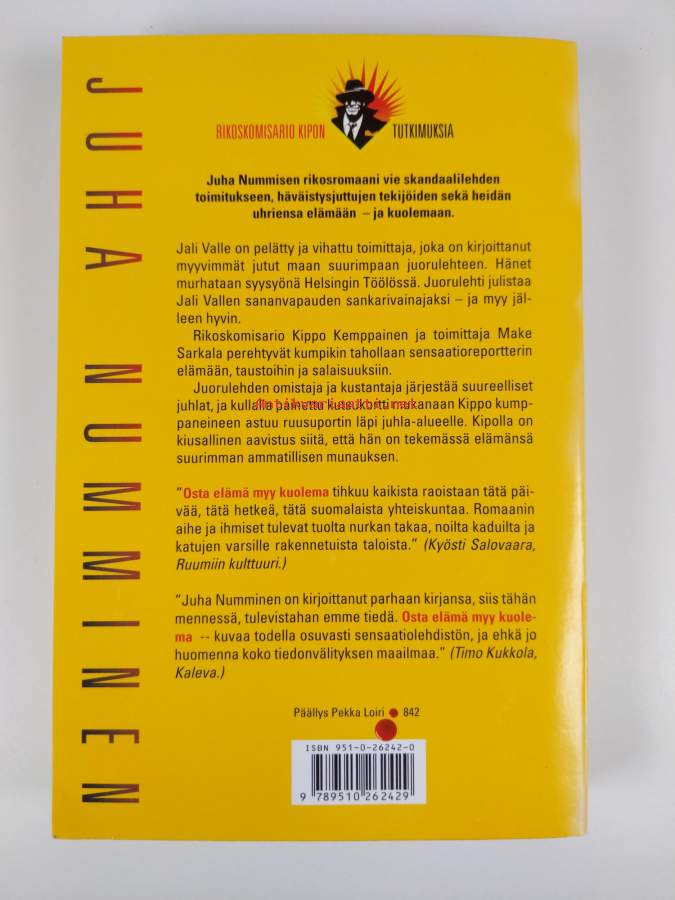 JUHA NUMMINEN
RIKOSKOMISARIO KIPON TUTKIMUKSIA
Juha Nummisen rikosromaani vie skandaalilehden
toimitukseen, häväistysjuttujen tekijöiden sekä heidän
uhriensa elämään – ja kuolemaan.
Jali Valle on pelätty ja vihattu toimittaja, joka on kirjoittanut
myyvimmät jutut maan suurimpaan juorulehteen. Hänet
murhataan syysyönä Helsingin Töölössä. Juorulehti julistaa
Jali Vallen sananvapauden sankarivainajaksi – ja myy jäl-
leen hyvin.
Rikoskomisario Kippo Kemppainen ja toimittaja Make
Sarkala perehtyvät kumpikin tahollaan sensaatioreportterin
elämään, taustoihin ja salaisuuksiin.
Juorulehden omistaja ja kustantaja järjestää suureelliset
juhlat, ja kullalla painettu kutsukortti mukanaan Kippo kump-
paneineen astuu ruusuportin läpi juhla-alueelle. Kipolla on
kiusallinen aavistus siitä, että hän on tekemässä elämänsä
suurimman ammatillisen munauksen.
"Osta elämä myy kuolema tihkuu kaikista raoistaan tätä päi-
vää, tätä hetkeä, tätä suomalaista yhteiskuntaa. Romaanin
aihe ja ihmiset tulevat tuolta nurkan takaa, noilta kaduilta ja
katujen varsille rakennetuista taloista." (Kyösti Salovaara,
Ruumiin kulttuuri.)
"Juha Numminen on kirjoittanut parhaan kirjansa, siis tähän
mennessä, tulevistahan emme tiedä. Osta elämä myy kuole-
ma -- kuvaa todella osuvasti sensaatiolehdistön, ja ehkä jo
huomenna koko tiedonvälityksen maailmaa." (Timo Kukkola,
Kaleva.)
Päällys Pekka Loiri ● 842
ISBN 951-0-26242-0
9 789510 262429